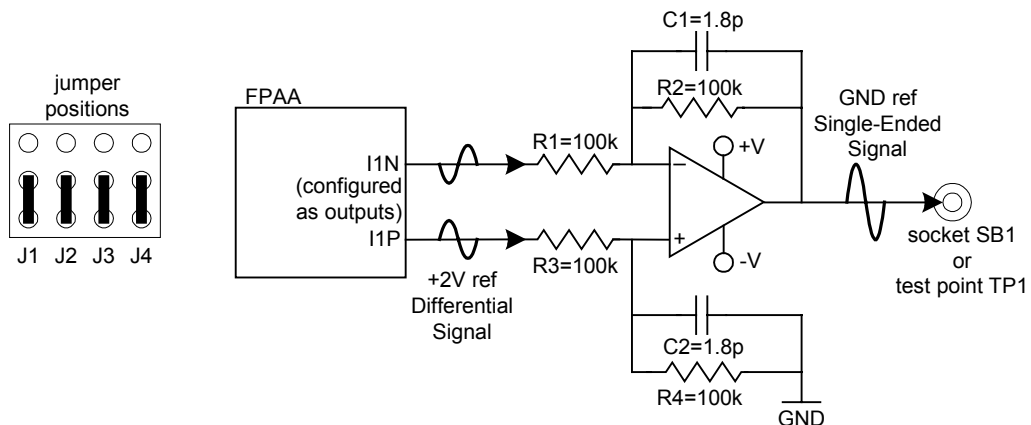 jumper
positions
J1 J2 J3 J4
FPAA
I1N
(configured
as outputs)
I1P
+2V ref
Differential
Signal
R1=100k
R3=100k
C1=1.8p
R2=100k
−
+
+V
-V
C2=1.8p
R4=100k
GND
GND ref
Single-Ended
Signal
socket SB1
or
test point TP1